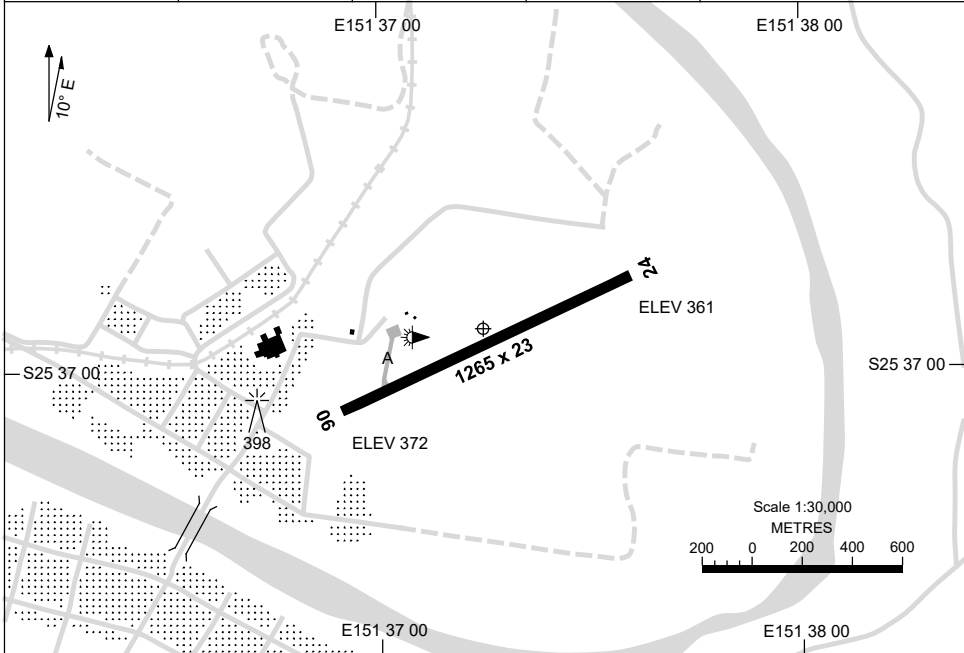 E151 37 00
E151 38 00
10° E
24
ELEV 361
A
1265 x 23
S25 37 00
S25 37 00
06
398
ELEV 372
Scale 1:30,000
METRES
200 0 200 400 600
E151 37 00
E151 38 00